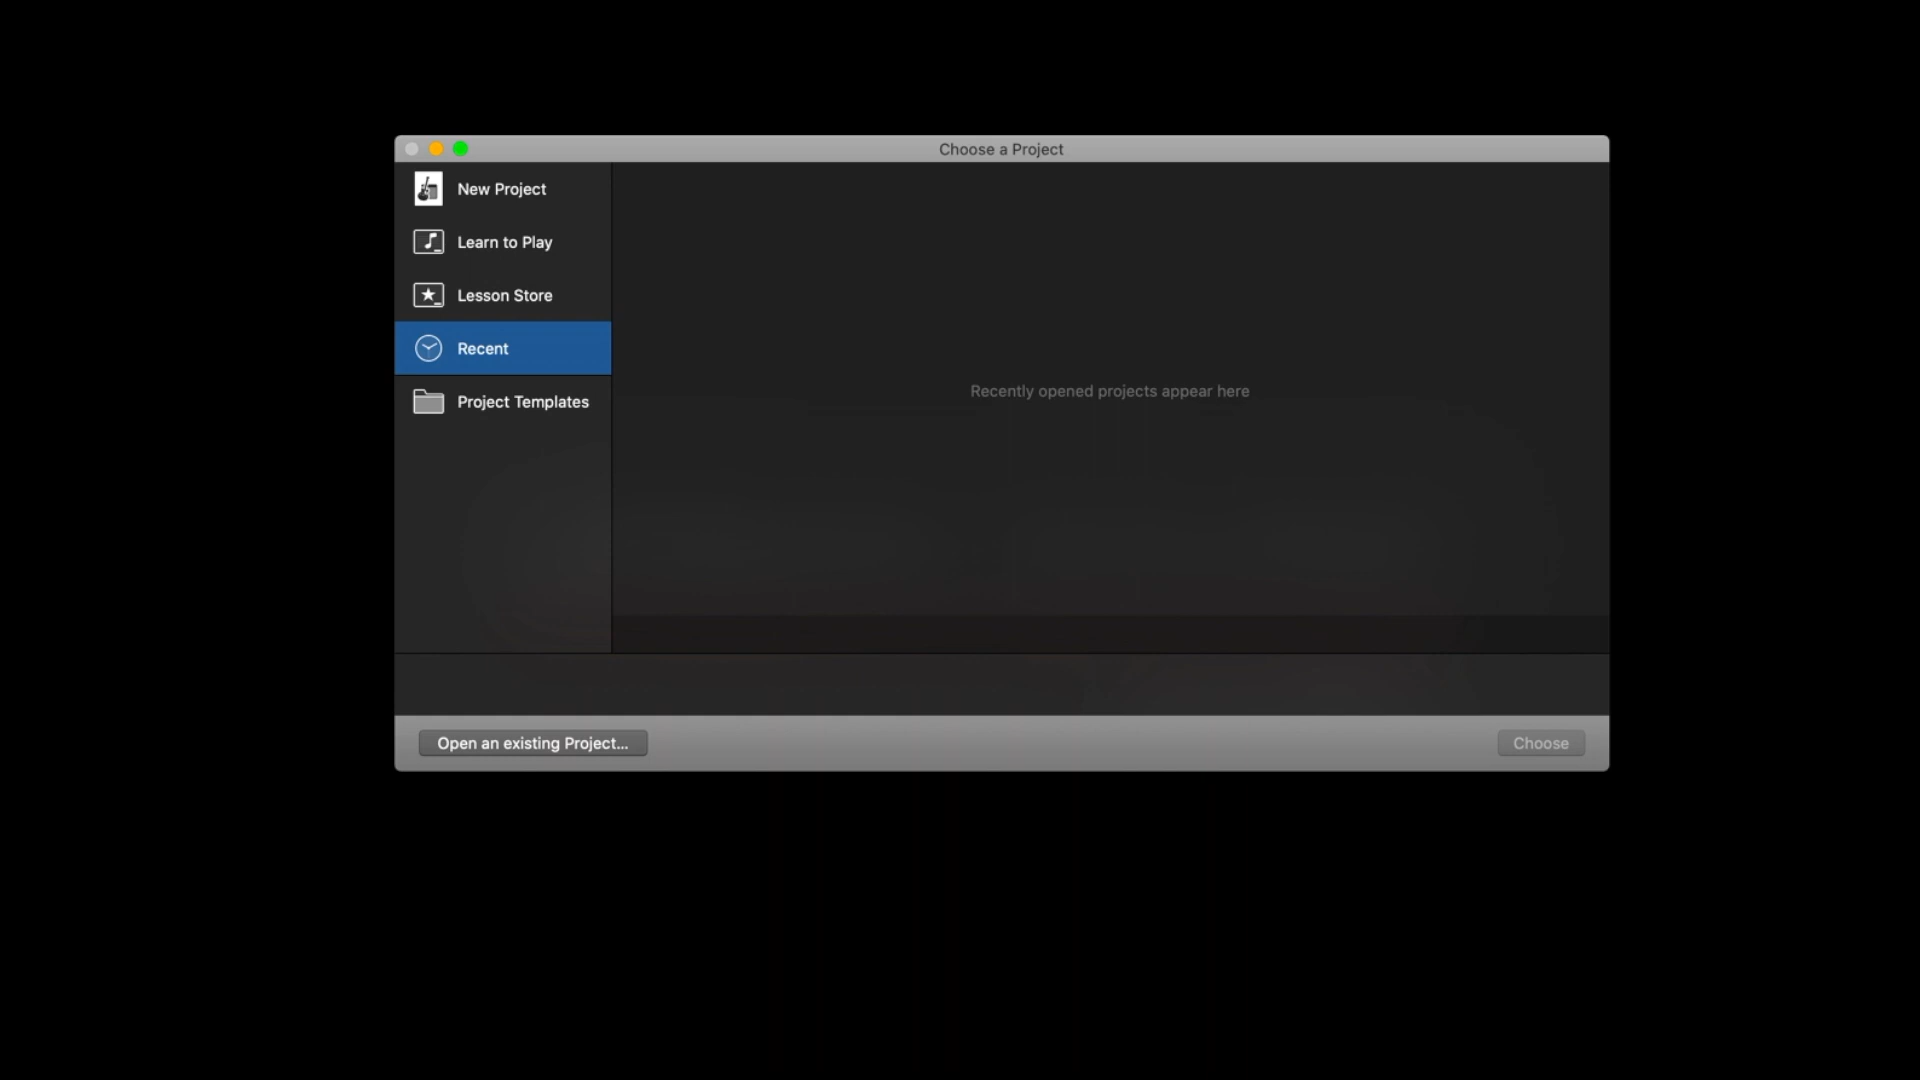 Choose a Project
New Project
Learn to Play
Lesson Store
Recent
Project Templates
Recently opened projects appear here
Open an existing Project...
Choose